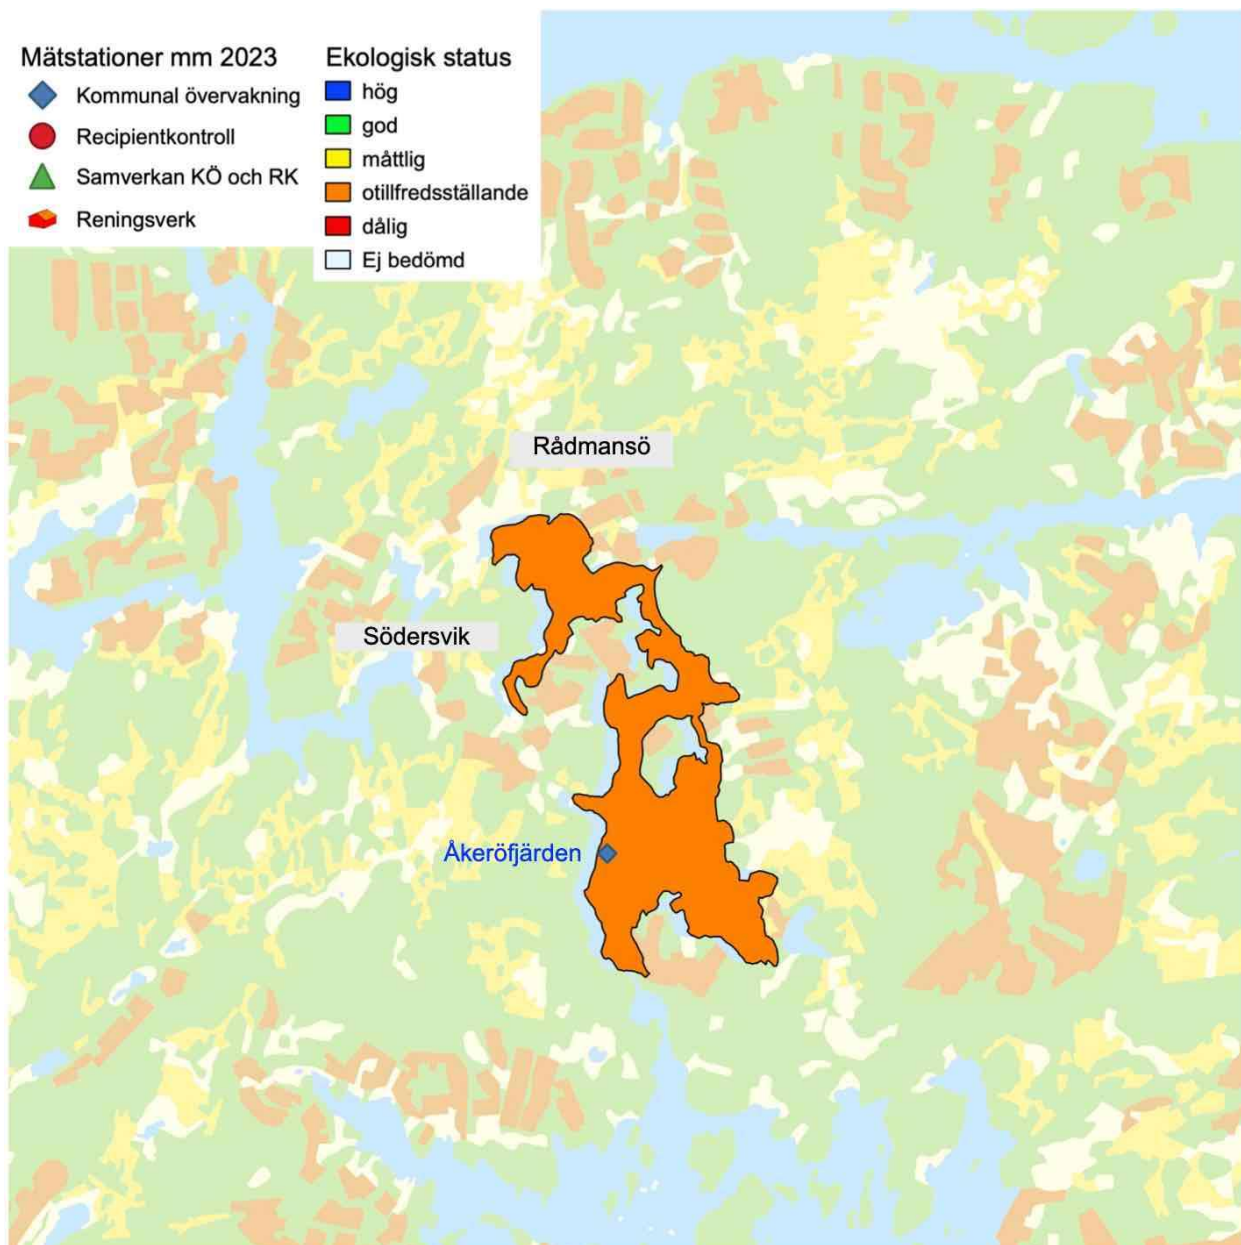 Mätstationer mm 2023
Kommunal övervakning
Recipientkontroll
Samverkan KÖ och RK
Reningsverk
Ekologisk status
hög
god
måttlig
otillfredsställande
dålig
Ej bedömd
Rådmansö
Södersvik
Åkeröfjärden